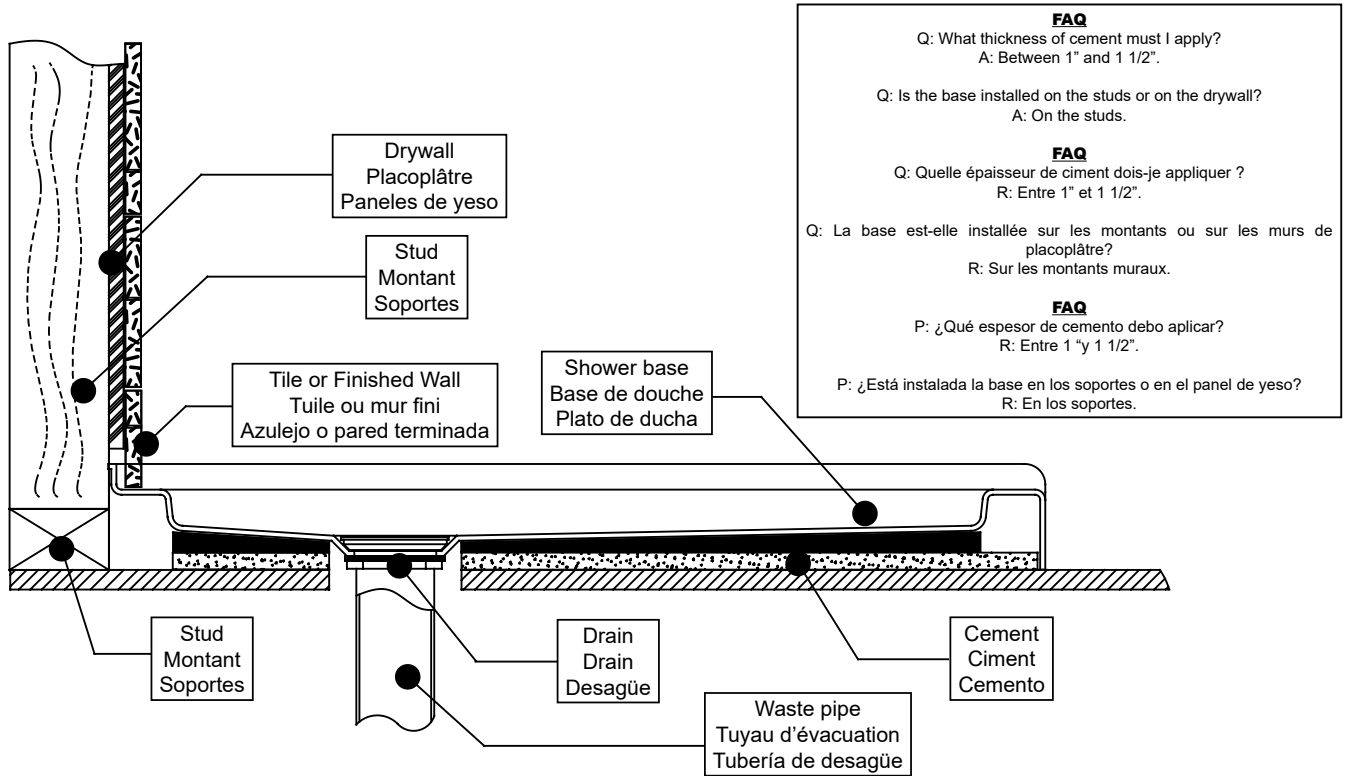 FAQ
Q: What thickness of cement must I apply?
A: Between 1” and 1 1/2”.
Q: Is the base installed on the studs or on the drywall?
A: On the studs.
FAQ
Q: Quelle épaisseur de ciment dois-je appliquer ?
R: Entre 1” et 1 1/2”.
Q: La base est-elle installée sur les montants ou sur les murs de
placoplâtre?
R: Sur les montants muraux.
FAQ
P: ¿Qué espesor de cemento debo aplicar?
R: Entre 1 “y 1 1/2”.
P: ¿Está instalada la base en los soportes o en el panel de yeso?
R: En los soportes.
Drywall
Placoplâtre
Paneles de yeso
Stud
Montant
Soportes
Tile or Finished Wall
Tuile ou mur fini
Azulejo o pared terminada
Shower base
Base de douche
Plato de ducha
Stud
Montant
Soportes
Drain
Drain
Desagüe
Cement
Ciment
Cemento
Waste pipe
Tuyau d’évacuation
Tubería de desagüe